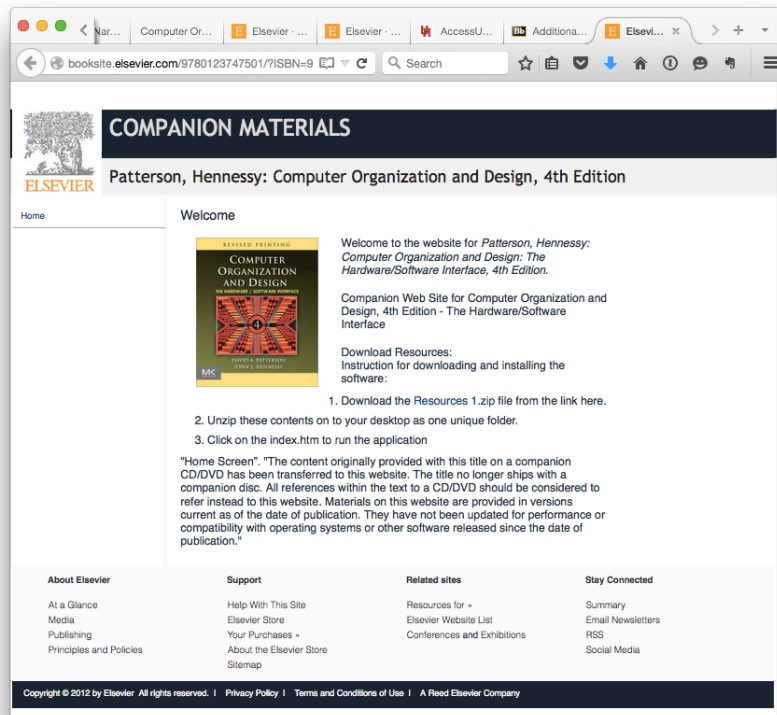 Nar...
Computer Or...
Elsevier · ...
Elsevier · ...
AccessU...
Bb Additiona...
Elsevi...
booksite.elsevier.com/9780123747501/?ISBN=9
Search
ELSEVIER
COMPANION MATERIALS
Patterson, Hennessy: Computer Organization and Design, 4th Edition
Home
Welcome
REVISED PRINTING
COMPUTER
ORGANIZATION
AND DESIGN
THE HARDWARE / SOFTWARE INTERFACE
4
DAVID A. PATTERSON
JOHN L. HENNESSY
MK
Welcome to the website for Patterson, Hennessy:
Computer Organization and Design: The
Hardware/Software Interface, 4th Edition.
Companion Web Site for Computer Organization and
Design, 4th Edition - The Hardware/Software
Interface
Download Resources:
Instruction for downloading and installing the
software:
1. Download the Resources 1.zip file from the link here.
2. Unzip these contents on to your desktop as one unique folder.
3. Click on the index.htm to run the application
"Home Screen". "The content originally provided with this title on a companion
CD/DVD has been transferred to this website. The title no longer ships with a
companion disc. All references within the text to a CD/DVD should be considered to
refer instead to this website. Materials on this website are provided in versions
current as of the date of publication. They have not been updated for performance or
compatibility with operating systems or other software released since the date of
publication."
About Elsevier
At a Glance
Media
Publishing
Principles and Policies
Support
Help With This Site
Elsevier Store
Your Purchases »
About the Elsevier Store
Sitemap
Related sites
Resources for »
Elsevier Website List
Conferences and Exhibitions
Stay Connected
Summary
Email Newsletters
RSS
Social Media
Copyright © 2012 by Elsevier All rights reserved. | Privacy Policy | Terms and Conditions of Use | A Reed Elsevier Company